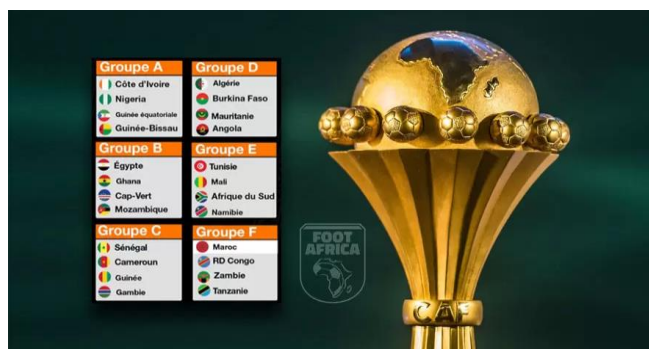 Groupe A
Côte d'Ivoire
Nigeria
Guinée équatoriale
Guinée-Bissau
Groupe D
Algérie
Burkina Faso
Mauritanie
Angola
Groupe B
Égypte
Ghana
Cap-Vert
Mozambique
Groupe E
Tunisie
Mali
Afrique du Sud
Namibie
Groupe C
Sénégal
Cameroun
Guinée
Gambie
Groupe F
Maroc
RD Congo
Zambie
Tanzanie
FOOT
AFRICA
CAF